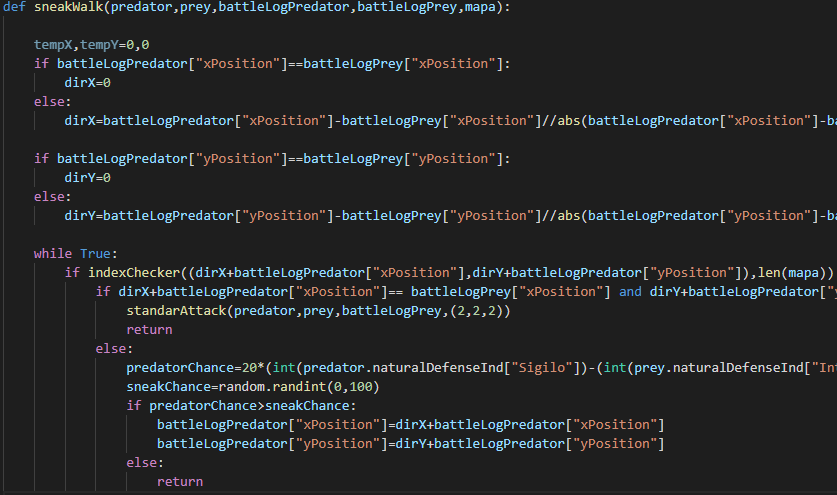 def sneakWalk(predator,prey,battleLogPredator,battleLogPrey,mapa):
tempX,tempY=0,0
if battleLogPredator["xPosition"]==battleLogPrey["xPosition"]:
dirX=0
else:
dirX=battleLogPredator["xPosition"]-battleLogPrey["xPosition"]//abs(battleLogPredator["xPosition"]-ba
if battleLogPredator["yPosition"]==battleLogPrey["yPosition"]:
dirY=0
else:
dirY=battleLogPredator["yPosition"]-battleLogPrey["yPosition"]//abs(battleLogPredator["yPosition"]-ba
while True:
if indexChecker((dirX+battleLogPredator["xPosition"],dirY+battleLogPredator["yPosition"]),len(mapa))
if dirX+battleLogPredator["xPosition"]== battleLogPrey["xPosition"] and dirY+battleLogPredator["y
standarAttack(predator,prey,battleLogPrey,(2,2,2))
return
else:
predatorChance=20*(int(predator.naturalDefenseInd["Sigilo"])-(int(prey.naturalDefenseInd["Int
sneakChance=random.randint(0,100)
if predatorChance>sneakChance:
battleLogPredator["xPosition"]=dirX+battleLogPredator["xPosition"]
battleLogPredator["yPosition"]=dirY+battleLogPredator["yPosition"]
else:
return